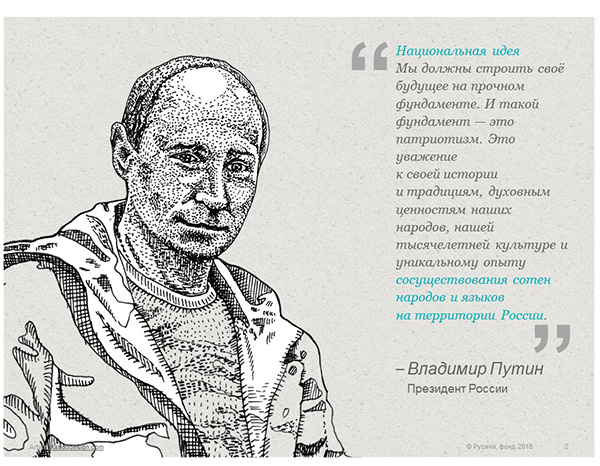 Национальная идея
Мы должны строить своё
будущее на прочном
фундаменте. И такой
фундамент — это
патриотизм. Это
уважение
к своей истории
и традициям, духовным
ценностям наших
народов, нашей
тысячелетней культуре и
уникальному опыту
сосуществования сотен
народов и языков
на территории России.
– Владимир Путин
Президент России
© Русичи, фонд 2016
2